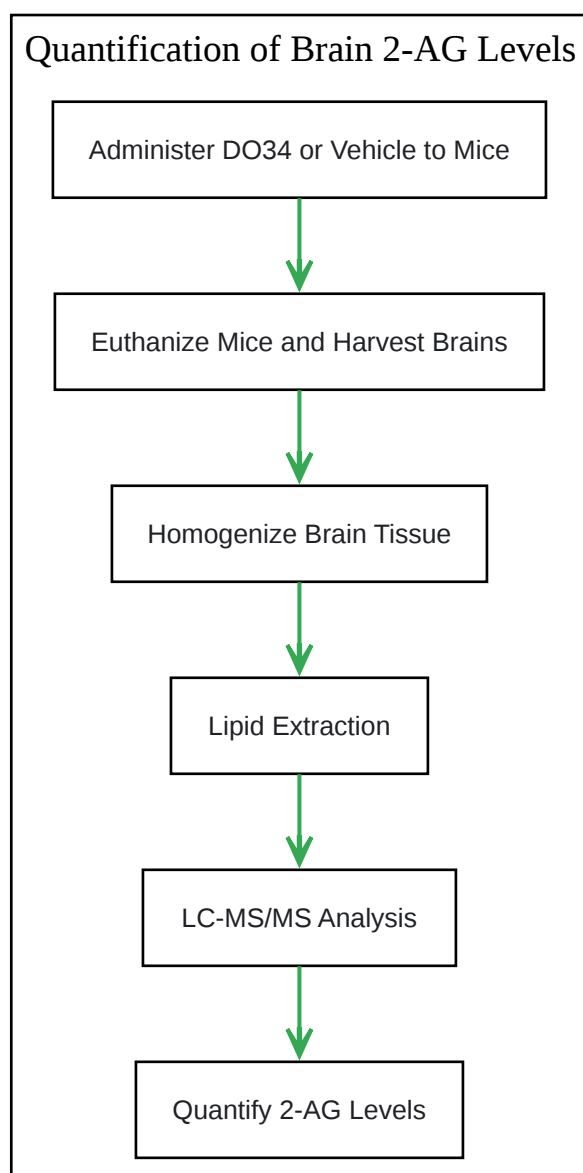 Quantification of Brain 2-AG Levels
Administer DO34 or Vehicle to Mice
Euthanize Mice and Harvest Brains
Homogenize Brain Tissue
Lipid Extraction
LC-MS/MS Analysis
Quantify 2-AG Levels